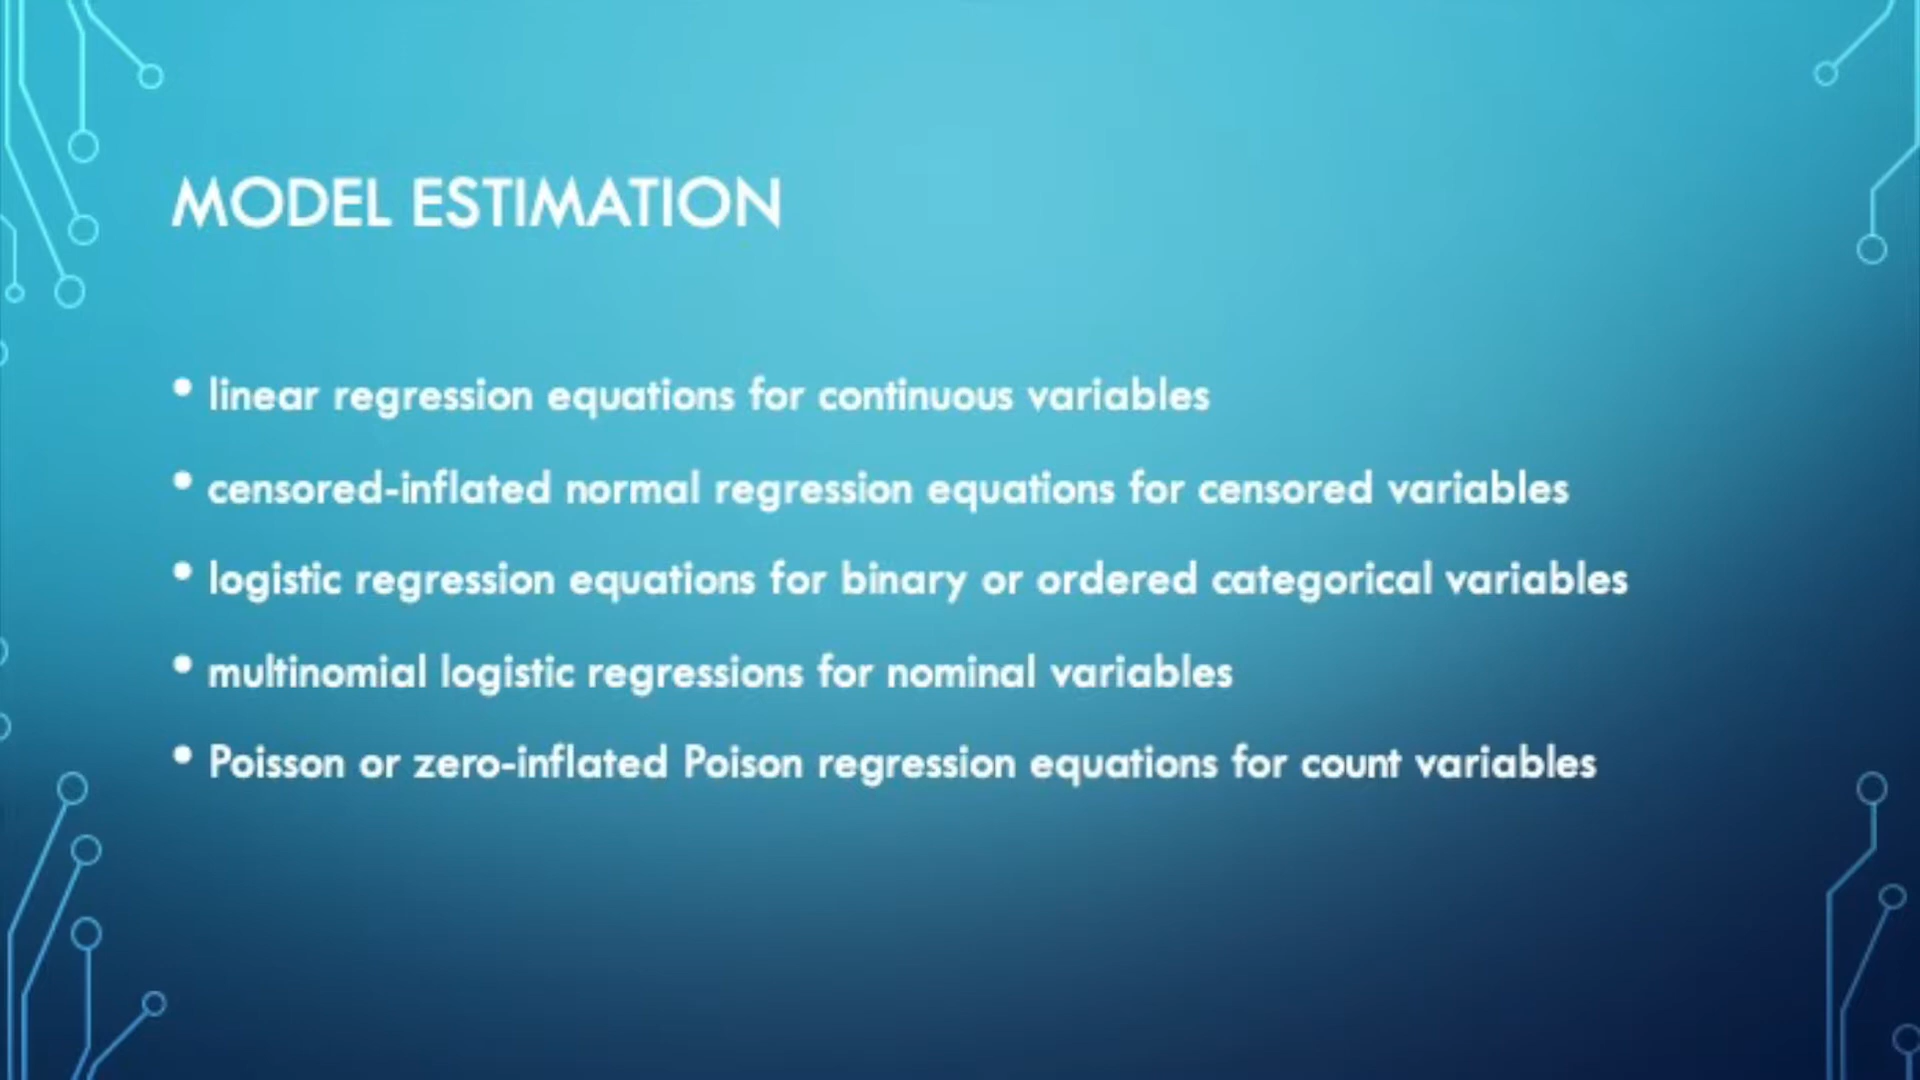 MODEL ESTIMATION
• linear regression equations for continuous variables
• censored-inflated normal regression equations for censored variables
• logistic regression equations for binary or ordered categorical variables
• multinomial logistic regressions for nominal variables
• Poisson or zero-inflated Poison regression equations for count variables